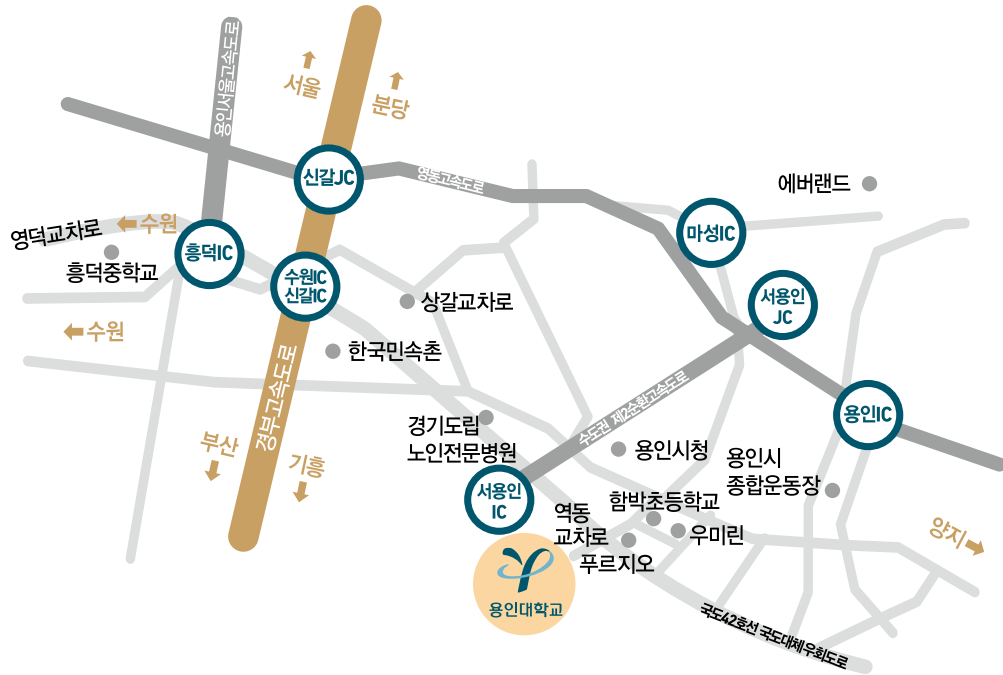 용인서울고속도로
서울
분당
신갈JC
영동고속도로
에버랜드
영덕교차로
수원
흥덕IC
흥덕중학교
마성IC
수원IC
신갈IC
상갈교차로
서용인
JC
수원
한국민속촌
경부고속도로
수도권 제2순환고속도로
용인IC
부산
기흥
경기도립
노인전문병원
용인시청
용인시
종합운동장
서용인
IC
함박초등학교
역동
교차로
우미린
푸르지오
양지
용인대학교
국도42호선 국도대체우회도로